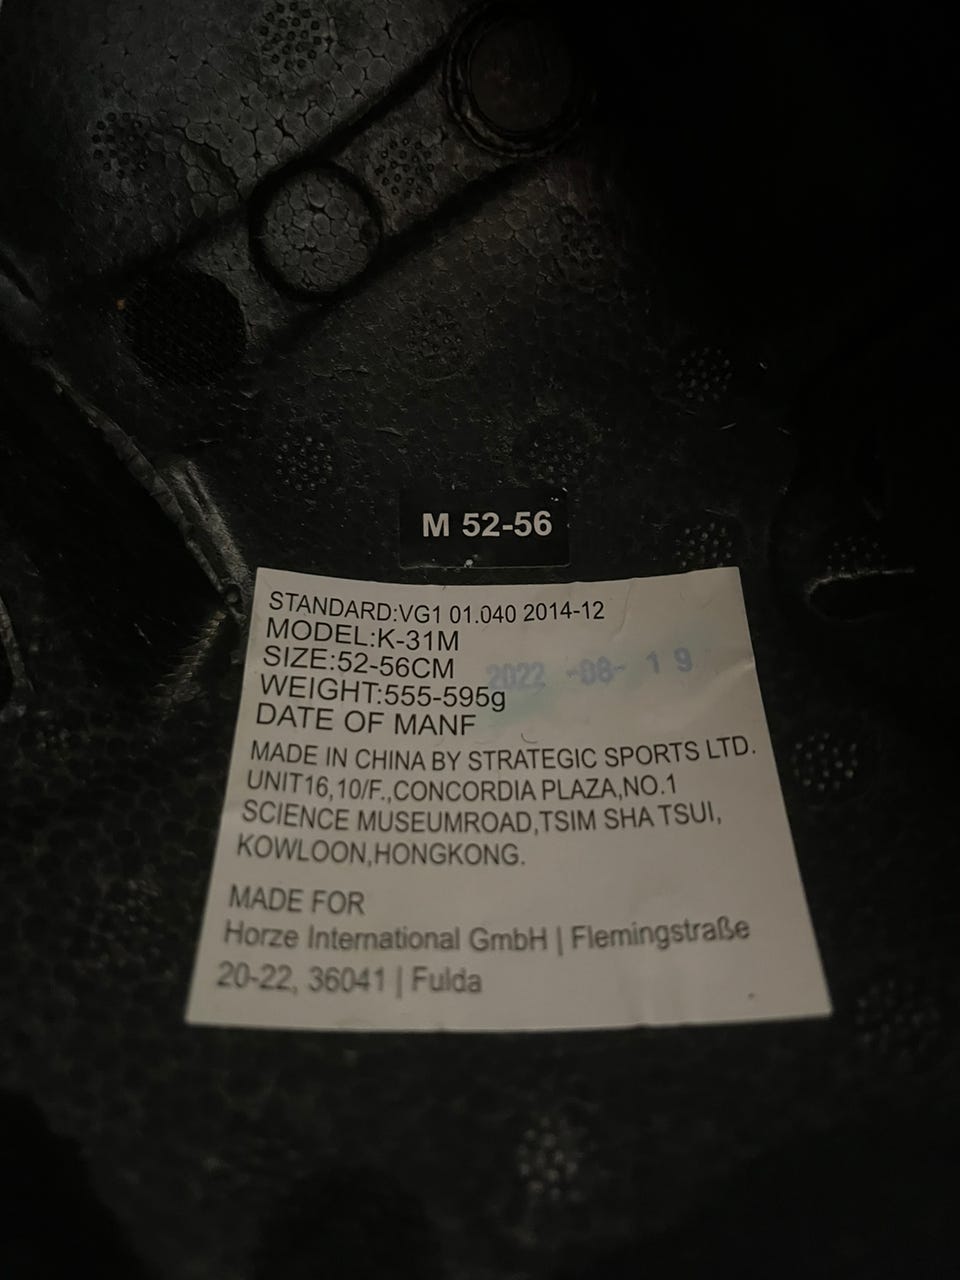 M 52-56
STANDARD:VG1 01.040 2014-12
MODEL:K-31M
SIZE:52-56CM
2022 -08- 19
WEIGHT:555-595g
DATE OF MANF
MADE IN CHINA BY STRATEGIC SPORTS LTD.
UNIT16,10/F.,CONCORDIA PLAZA,NO.1
SCIENCE MUSEUMROAD,TSIM SHA TSUI,
KOWLOON,HONGKONG.
MADE FOR
Horze International GmbH | Flemingstraße
20-22, 36041 | Fulda